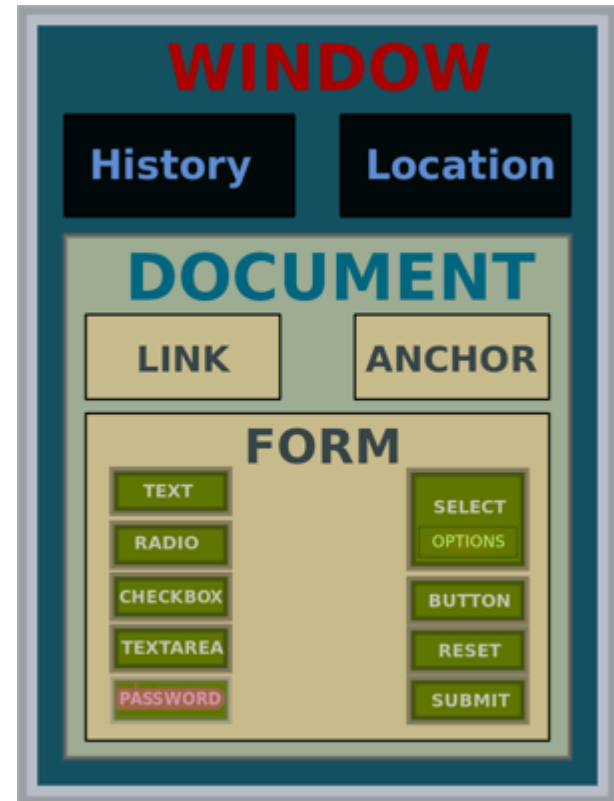 WINDOW
History
Location
DOCUMENT
LINK
ANCHOR
FORM
TEXT
RADIO
CHECKBOX
TEXTAREA
PASSWORD
SELECT
OPTIONS
BUTTON
RESET
SUBMIT